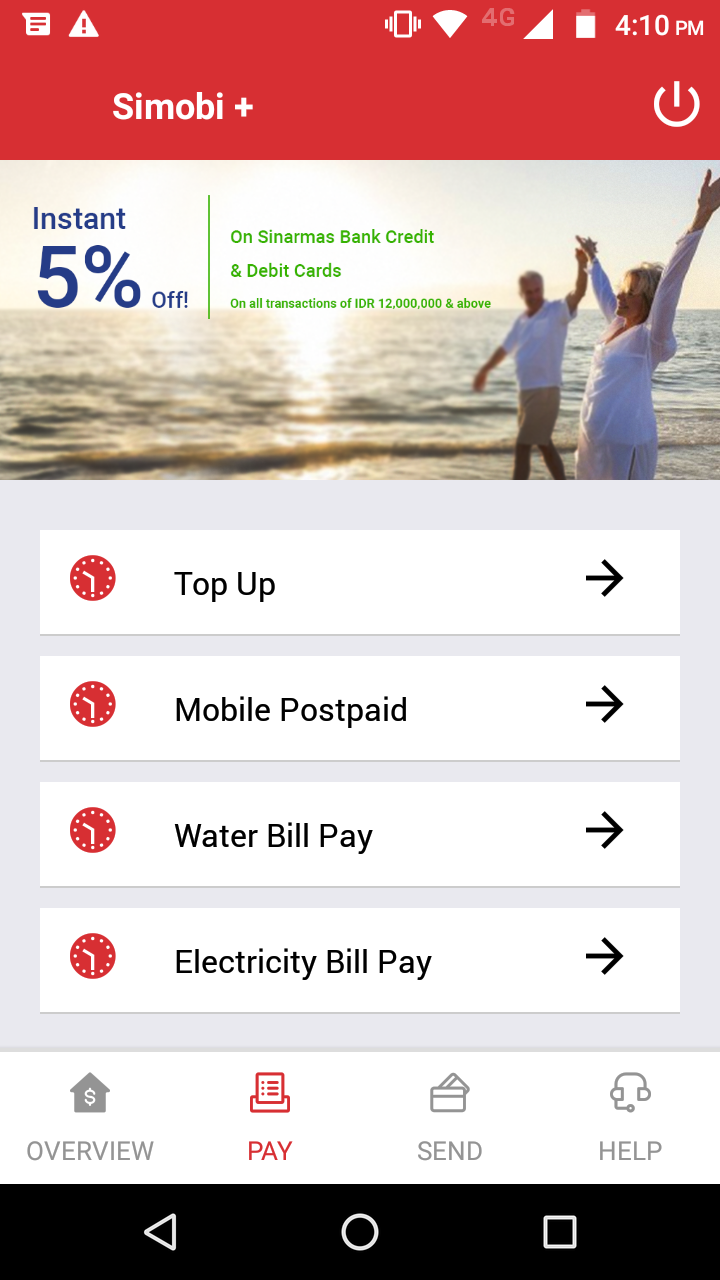 4G 4:10 PM
Simobi +
Instant
5% Off!
On Sinarmas Bank Credit
& Debit Cards
On all transactions of IDR 12,000,000 & above
Top Up
Mobile Postpaid
Water Bill Pay
Electricity Bill Pay
OVERVIEW PAY SEND HELP